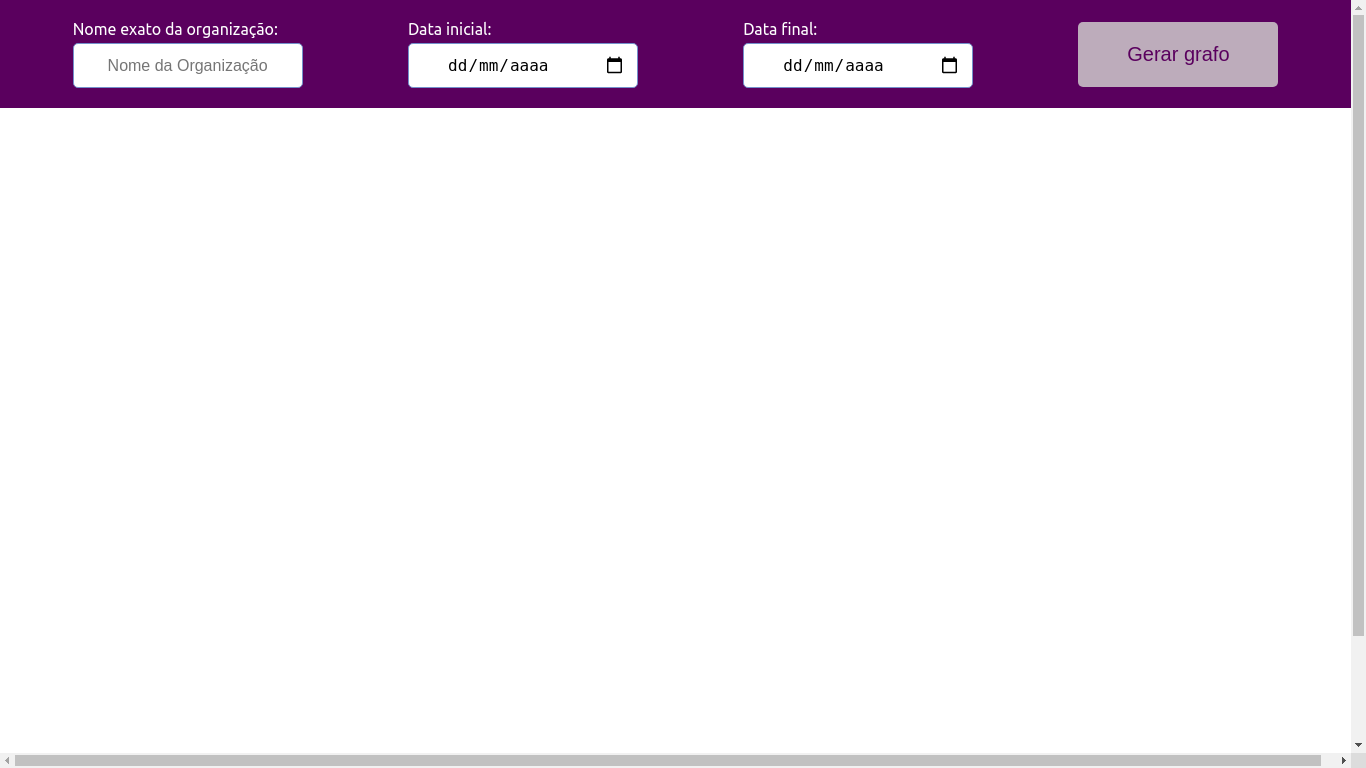 Nome exato da organização:
Nome da Organização
Data inicial:
dd/mm/aaaa
Data final:
dd/mm/aaaa
Gerar grafo